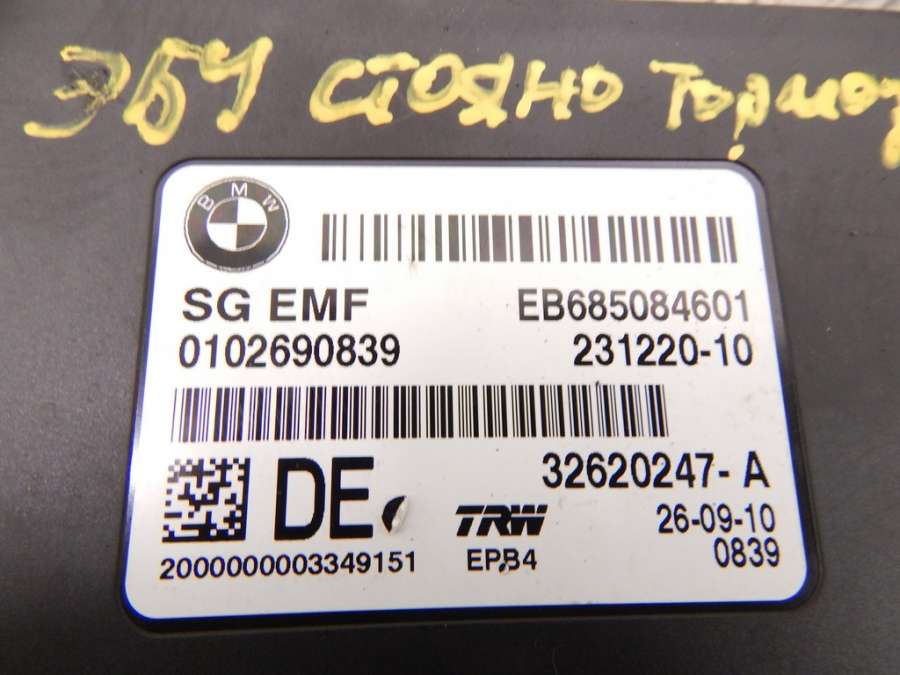 ЭБУ СТОЯНО ТОРМОЗ
BMW
SG EMF EB685084601
0102690839 231220-10
32620247-A
DE
TRW 26-09-10
2000000003349151 EPB4 0839